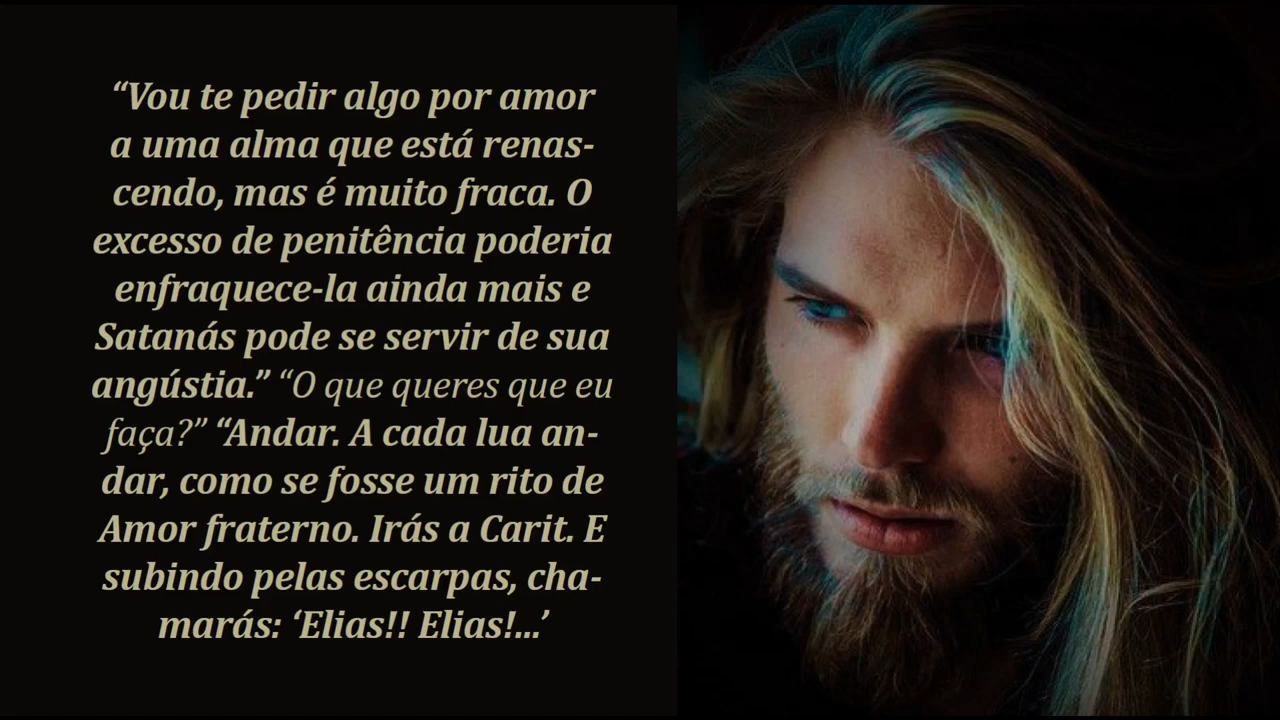 “Vou te pedir algo por amor
a uma alma que está renas-
cendo, mas é muito fraca. O
excesso de penitência poderia
enfraquece-la ainda mais e
Satanás pode se servir de sua
angústia.” “O que queres que eu
faça?” “Andar. A cada lua an-
dar, como se fosse um rito de
Amor fraterno. Irás a Carit. E
subindo pelas escarpas, cha-
marás: ‘Elias!! Elias!...’